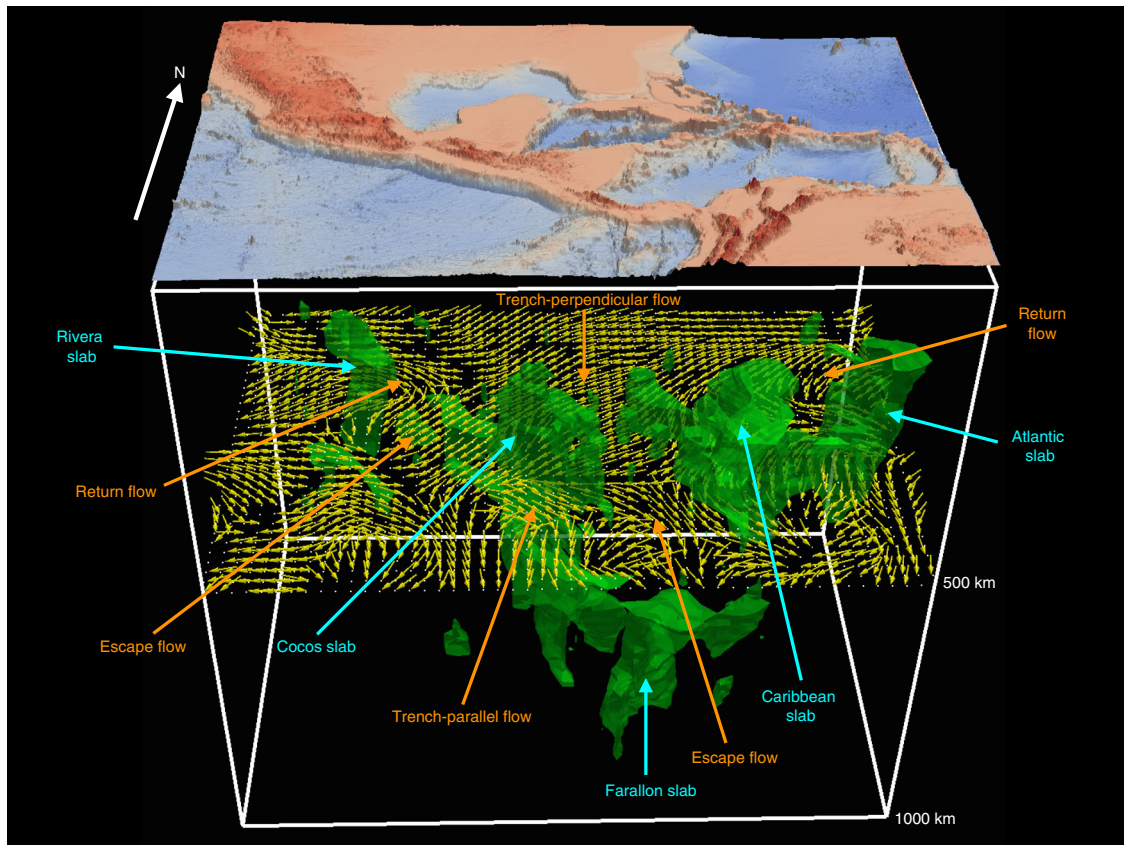 N
Trench-perpendicular flow
Return
flow
Rivera
slab
Atlantic
slab
Return flow
500 km
Escape flow
Cocos slab
Caribbean
slab
Trench-parallel flow
Escape flow
Farallon slab
1000 km